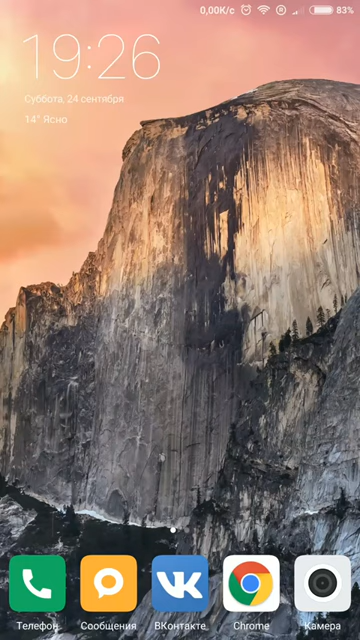 0,00K/c 83%
19:26
Суббота, 24 сентября
14° Ясно
Телефон Сообщения ВКонтакте Chrome Камера